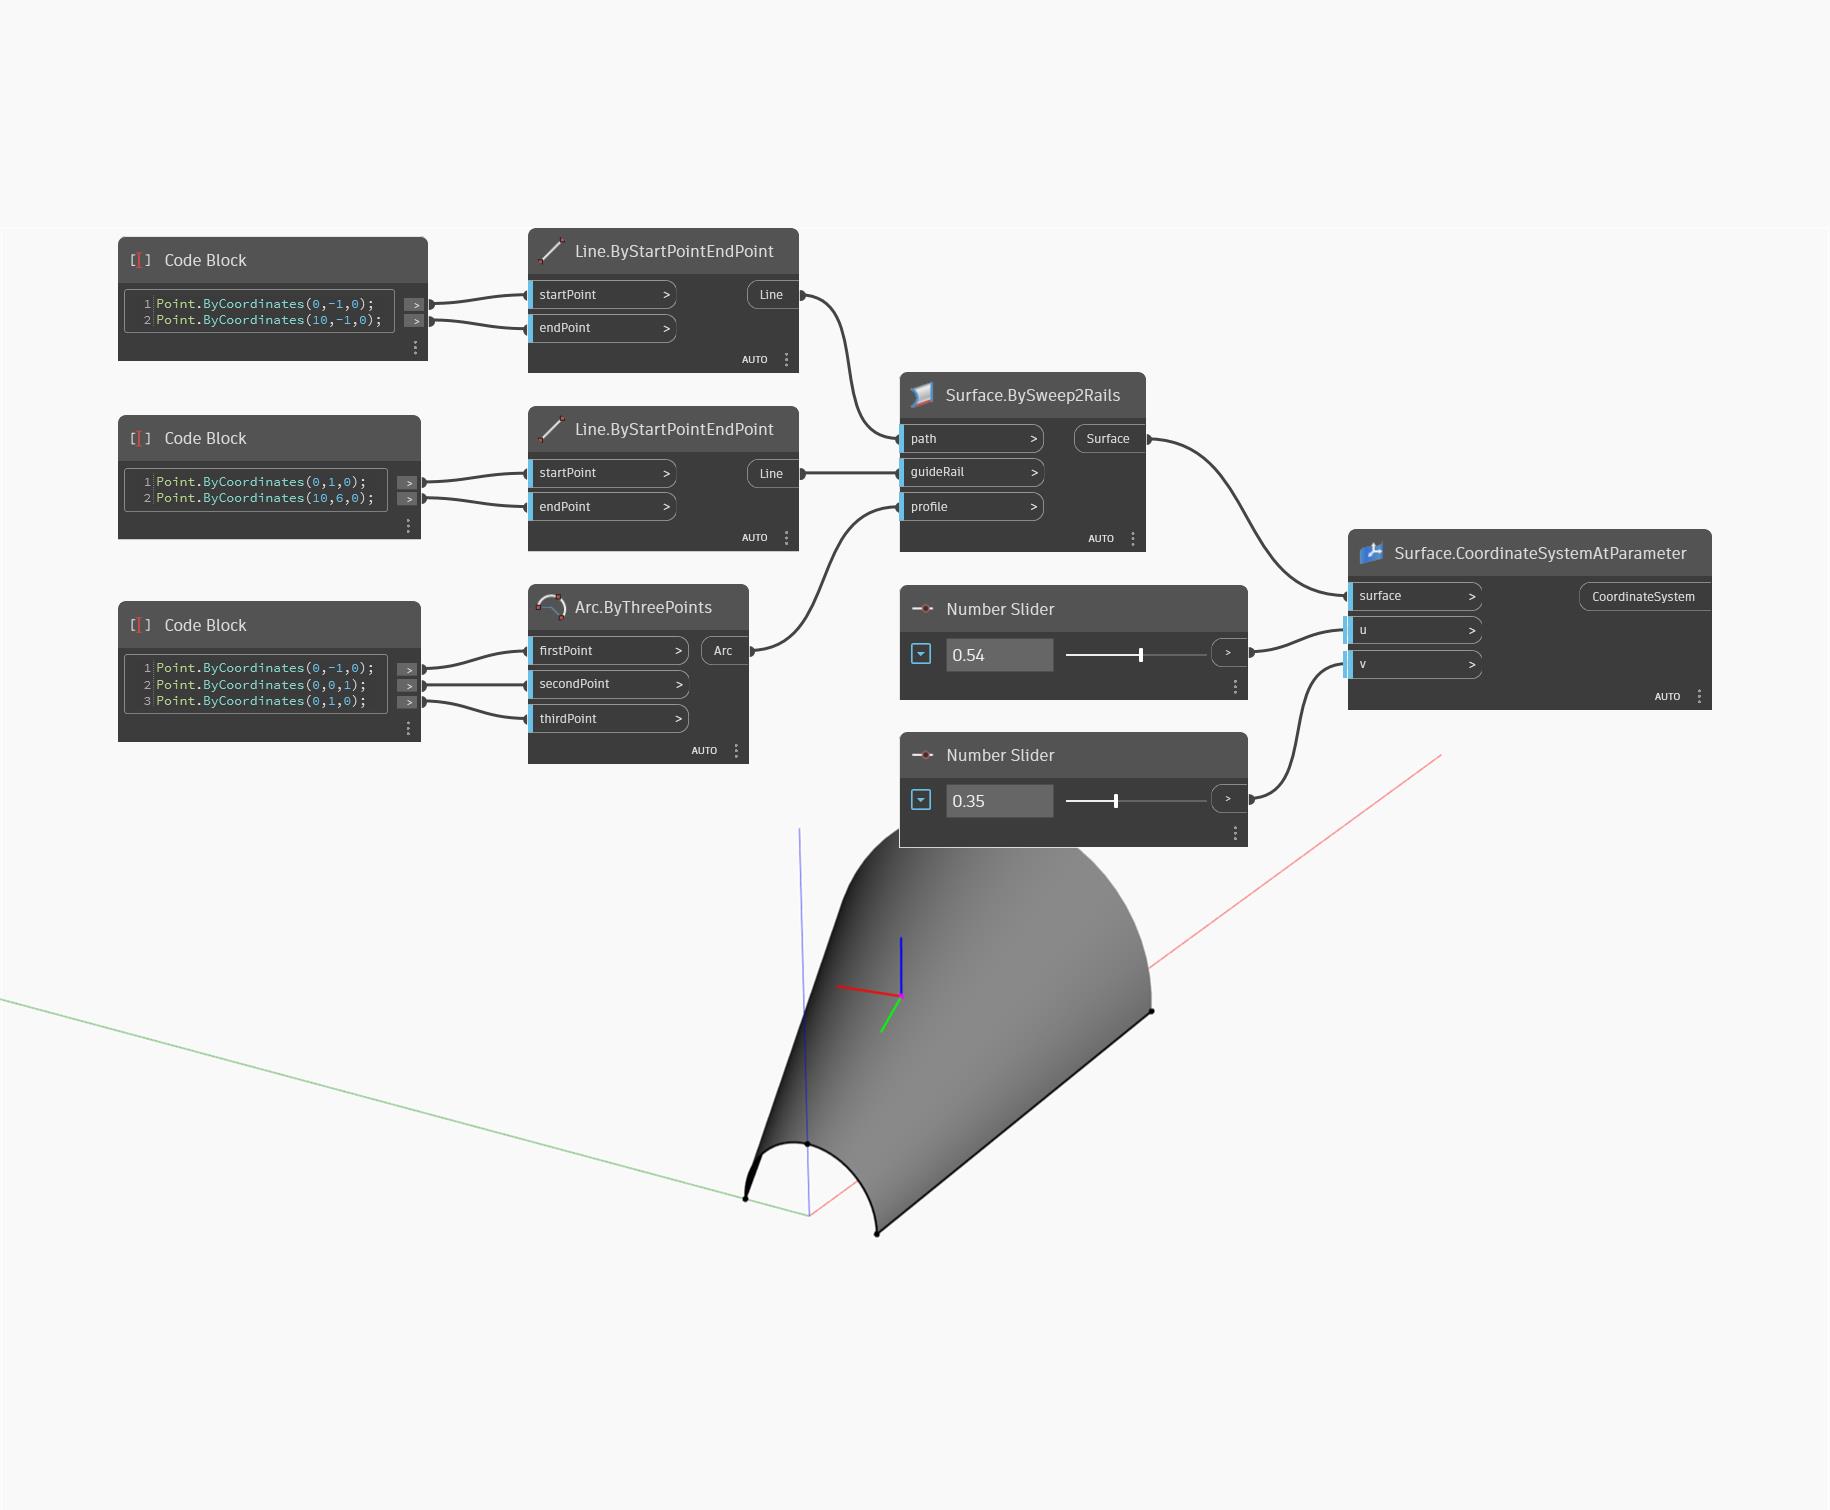 Code Block
1 Point.ByCoordinates(0,-1,0); >
2 Point.ByCoordinates(10,-1,0); >
Line.ByStartPointEndPoint
startPoint > Line
endPoint >
AUTO
Code Block
1 Point.ByCoordinates(0,1,0); >
2 Point.ByCoordinates(10,6,0); >
Line.ByStartPointEndPoint
startPoint > Line
endPoint >
AUTO
Code Block
1 Point.ByCoordinates(0,-1,0); >
2 Point.ByCoordinates(0,0,1); >
3 Point.ByCoordinates(0,1,0); >
Arc.ByThreePoints
firstPoint > Arc
secondPoint >
thirdPoint >
AUTO
Surface.BySweep2Rails
path > Surface
guideRail >
profile >
AUTO
Number Slider
0.54 >
Number Slider
0.35 >
Surface.CoordinateSystemAtParameter
surface > CoordinateSystem
u >
v >
AUTO